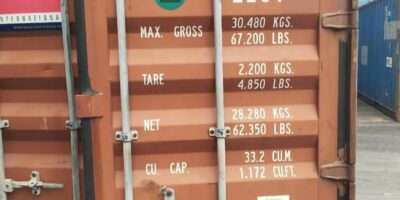 INTERNATIONAL
MAX. GROSS 30.480 KGS.
67.200 LBS.
TARE 2.200 KGS.
4.850 LBS.
NET 28.280 KGS.
62.350 LBS.
CU. CAP. 33.2 CU.M.
1.172 CU.FT.